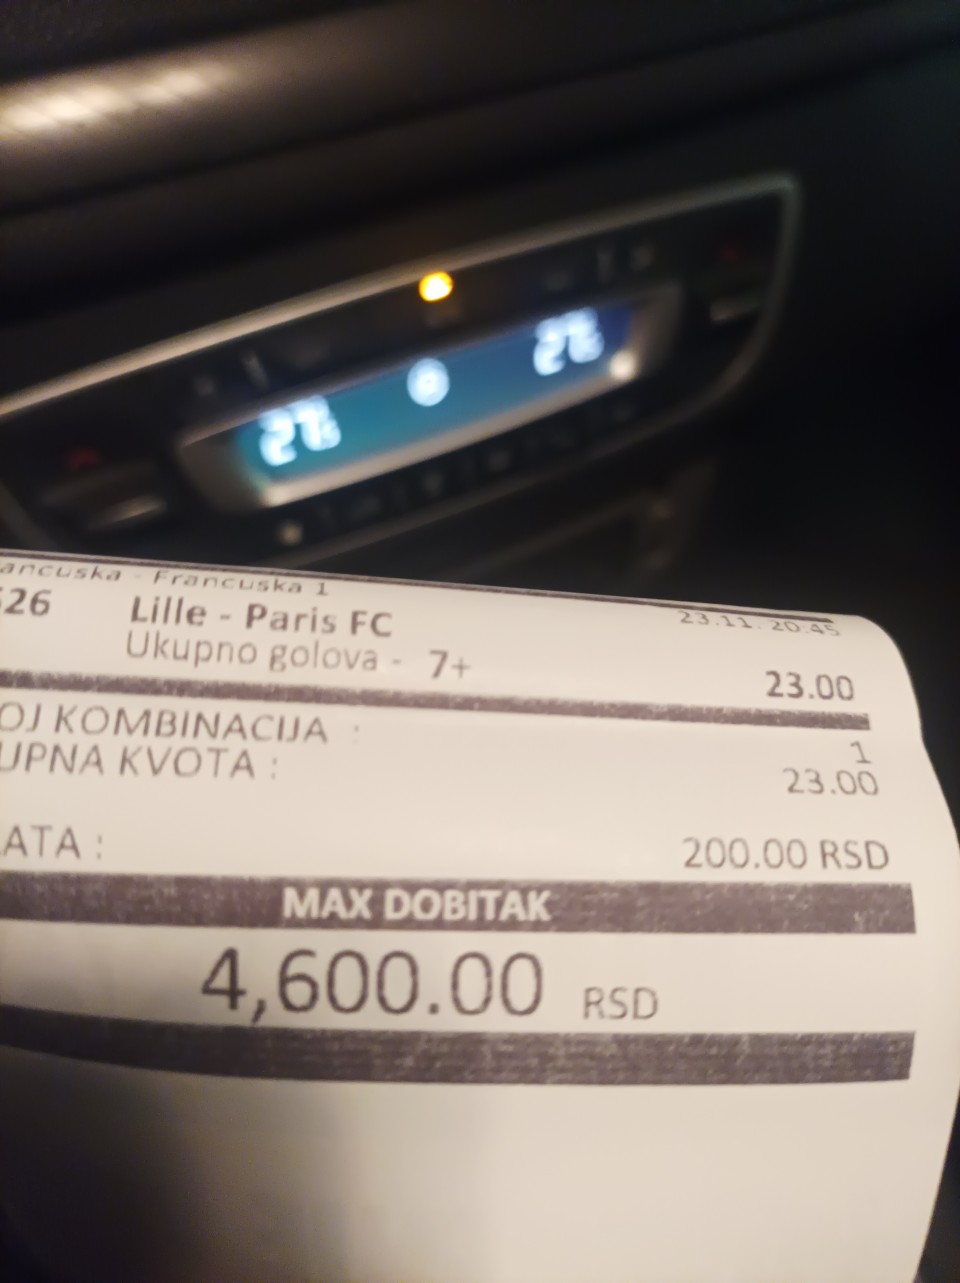 ancuska - Francuska 1
23.11. 20:45
526 Lille - Paris FC
Ukupno golova - 7+ 23.00
OJ KOMBINACIJA : 1
UPNA KVOTA : 23.00
ATA : 200.00 RSD
MAX DOBITAK
4,600.00 RSD